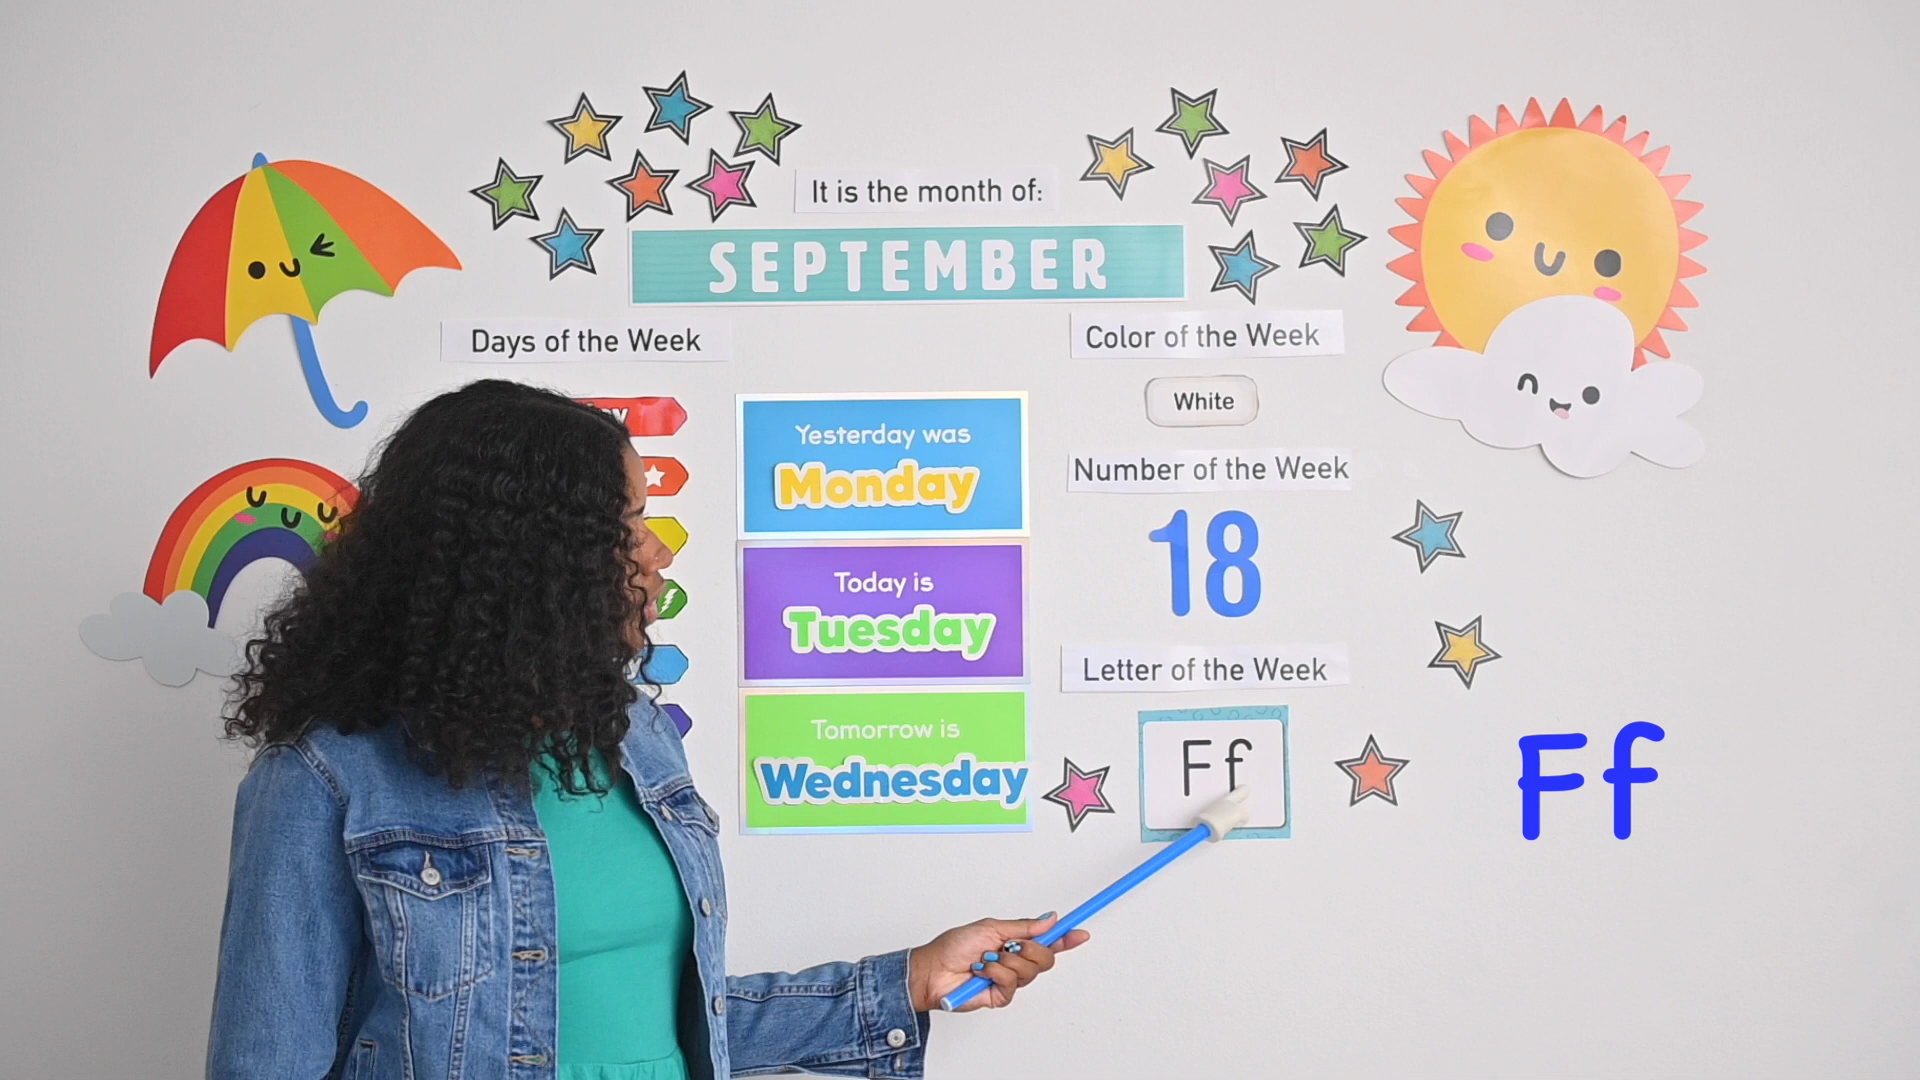 It is the month of:
SEPTEMBER
Days of the Week
Yesterday was
Monday
Today is
Tuesday
Tomorrow is
Wednesday
Color of the Week
White
Number of the Week
18
Letter of the Week
Ff
Ff